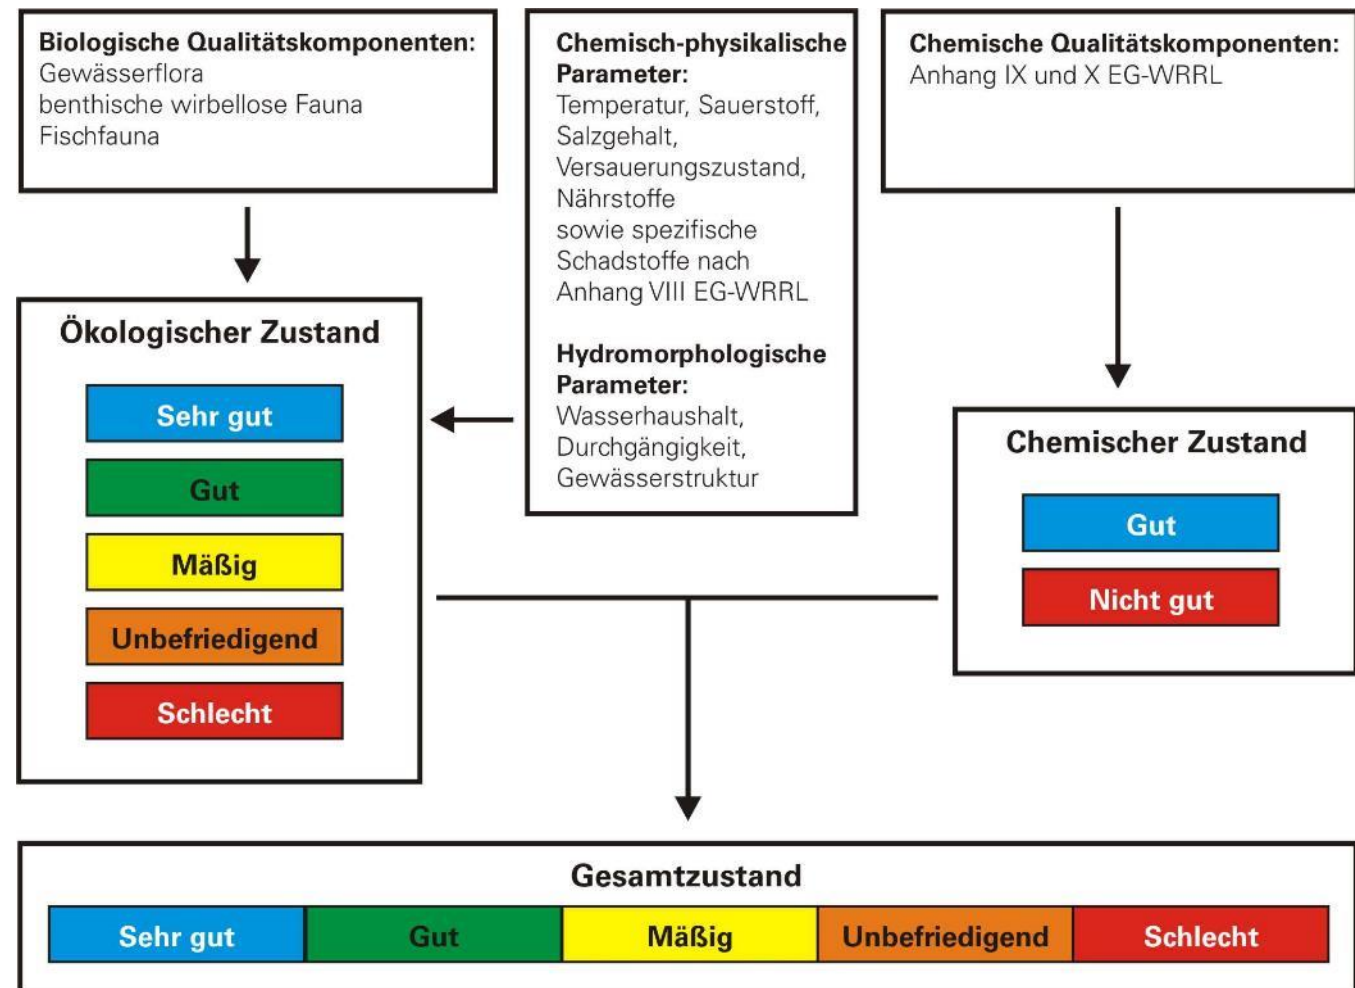 Biologische Qualitätskomponenten:
Gewässerflora
benthische wirbellose Fauna
Fischfauna
Chemisch-physikalische
Parameter:
Temperatur, Sauerstoff,
Salzgehalt,
Versauerungszustand,
Nährstoffe
sowie spezifische
Schadstoffe nach
Anhang VIII EG-WRRL
Hydromorphologische
Parameter:
Wasserhaushalt,
Durchgängigkeit,
Gewässerstruktur
Chemische Qualitätskomponenten:
Anhang IX und X EG-WRRL
Ökologischer Zustand
Sehr gut
Gut
Mäßig
Unbefriedigend
Schlecht
Chemischer Zustand
Gut
Nicht gut
Gesamtzustand
Sehr gut Gut Mäßig Unbefriedigend Schlecht